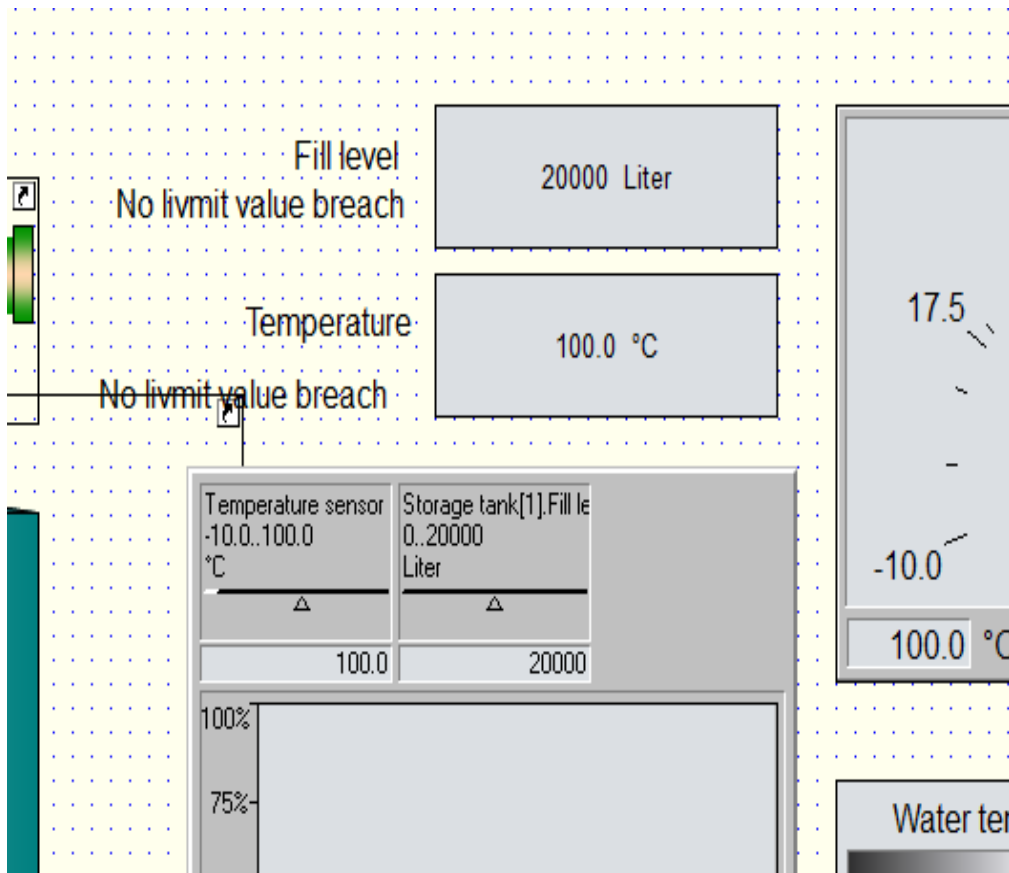 Fill level
No livmit value breach
20000 Liter
Temperature
No livmit value breach
100.0 °C
17.5
-10.0
100.0 °C
Temperature sensor
-10.0..100.0
°C
100.0
Storage tank[1].Fill le
0..20000
Liter
20000
100%
75%
Water ter